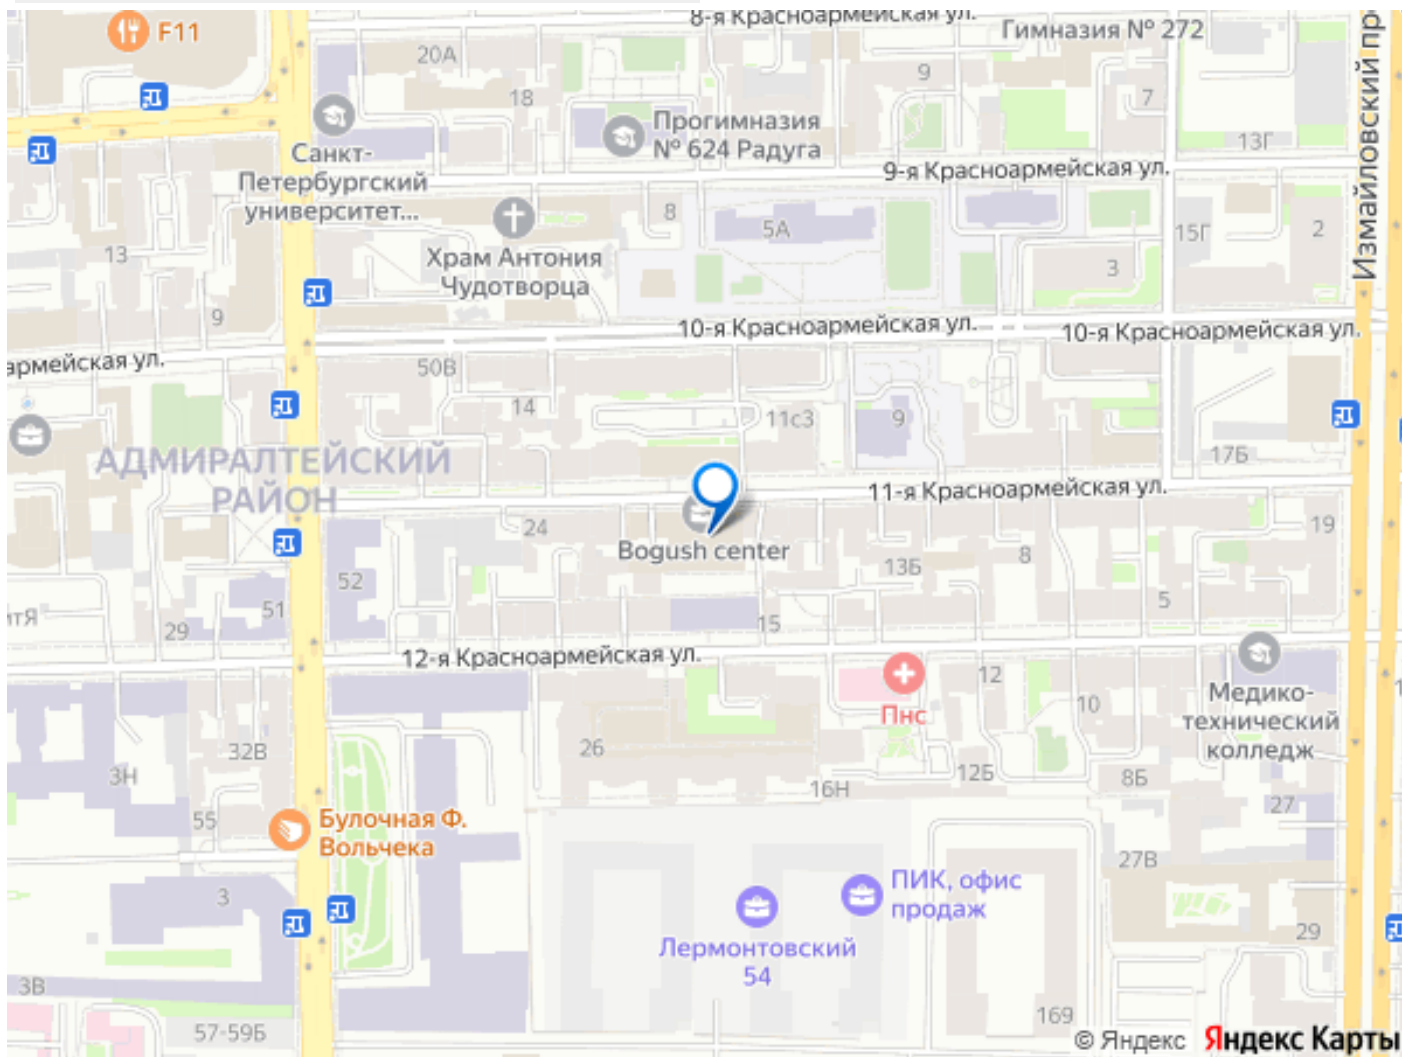 8-я Красноармейская ул.
F11
Гимназия № 272
20А
9
18
7
Прогимназия
№ 624 Радуга
13Г
Санкт-
Петербургский
университет...
9-я Красноармейская ул.
Измайловский пр
8
5А
15Г
2
13
Храм Антония
Чудотворца
3
9
10-я Красноармейская ул.
10-я Красноармейская ул.
армейская ул.
50В
14
11с3
9
АДМИРАЛТЕЙСКИЙ
РАЙОН
17Б
11-я Красноармейская ул.
24
19
Bogush center
8
13Б
52
51
5
итЯ
29
15
12-я Красноармейская ул.
12
Медико-
технический
колледж
10
Пнс
26
32В
3Н
12Б
8Б
16Н
27
55
Булочная Ф.
Вольчека
27В
3
ПИК, офис
продаж
29
Лермонтовский
54
3В
57-59Б
169
© Яндекс Яндекс Карты